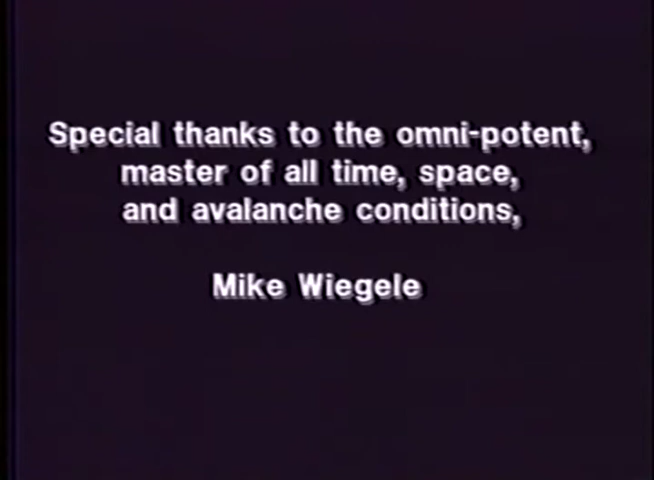 Special thanks to the omni-potent,
master of all time, space,
and avalanche conditions,
Mike Wiegele